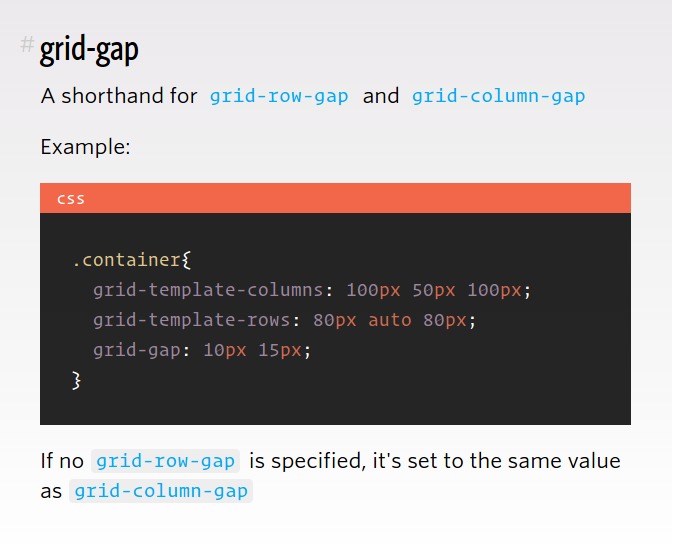 # grid-gap
A shorthand for grid-row-gap and grid-column-gap
Example:
css
.container{
  grid-template-columns: 100px 50px 100px;
  grid-template-rows: 80px auto 80px;
  grid-gap: 10px 15px;
}
If no grid-row-gap is specified, it's set to the same value
as grid-column-gap